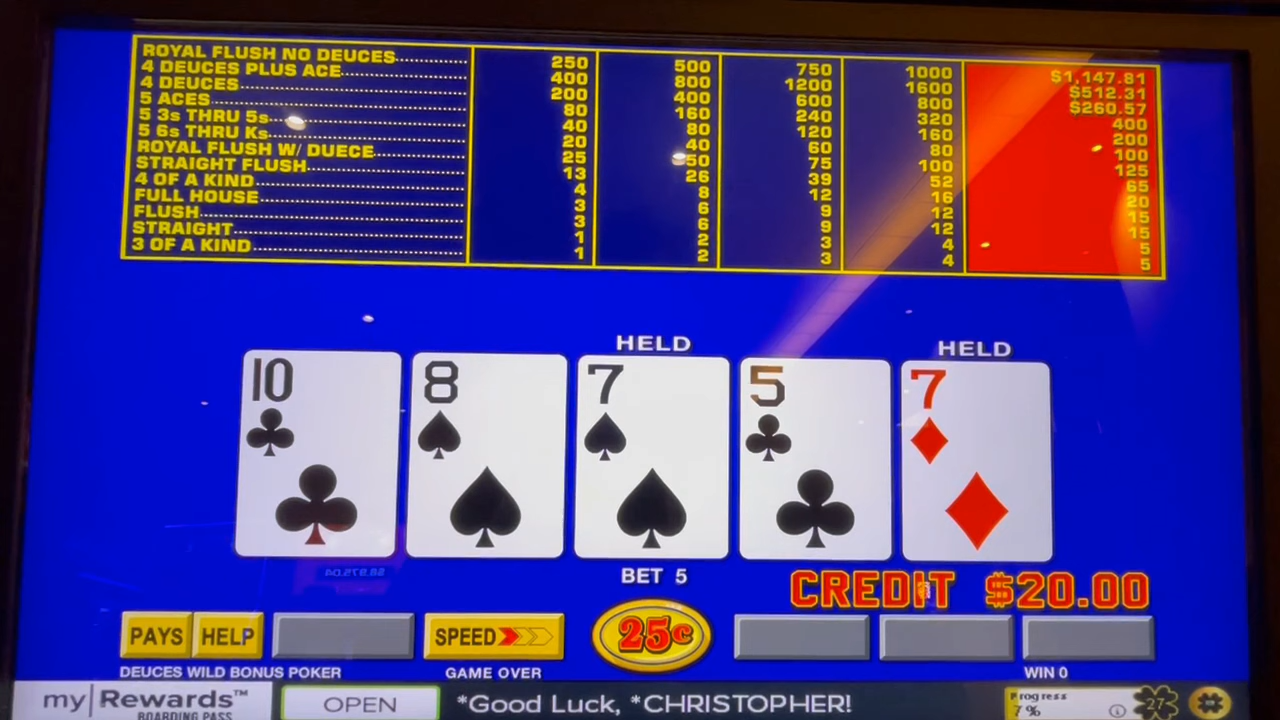 ROYAL FLUSH NO DEUCES 250 500 750 1000 $1,147.81
4 DEUCES PLUS ACE 400 800 1200 1600 $512.31
4 DEUCES 200 400 600 800 $260.57
5 ACES 80 160 240 320 400
5 3s THRU 5s 40 80 120 160 200
5 6s THRU Ks 20 40 60 80 100
ROYAL FLUSH W/ DUECE 25 50 75 100 125
STRAIGHT FLUSH 13 26 39 52 65
4 OF A KIND 4 8 12 16 20
FULL HOUSE 3 6 9 12 15
FLUSH 3 6 9 12 15
STRAIGHT 1 2 3 4 5
3 OF A KIND 1 2 3 4 5
HELD HELD
10 8 7 5 7
BET 5
CREDIT $20.00
PAYS HELP SPEED 25¢
DEUCES WILD BONUS POKER GAME OVER WIN 0
my|Rewards™ OPEN *Good Luck, *CHRISTOPHER! Progress
BOARDING PASS 7% 27